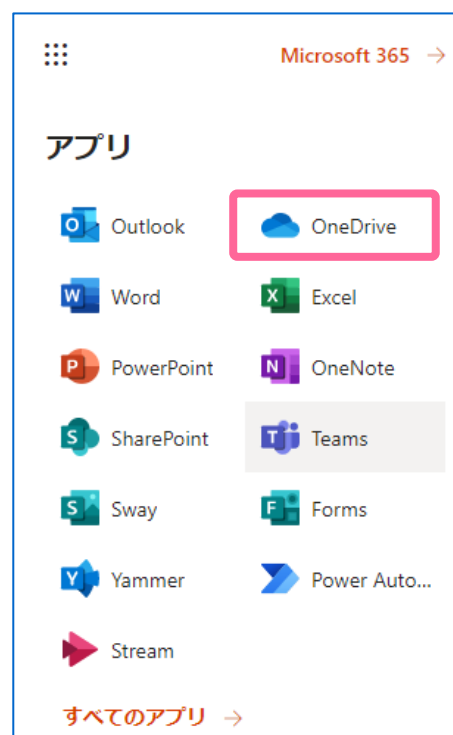 Microsoft 365 →
アプリ
Outlook OneDrive
Word Excel
PowerPoint OneNote
SharePoint Teams
Sway Forms
Yammer Power Auto...
Stream
すべてのアプリ →